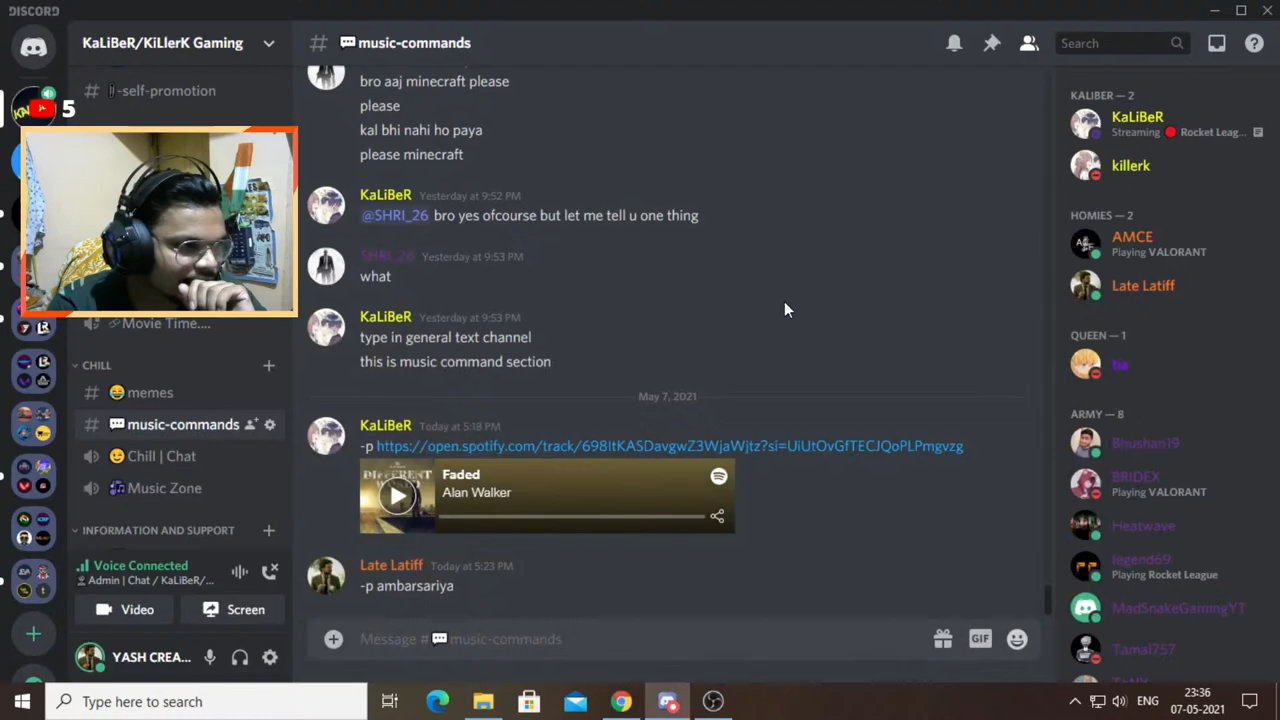 DISCORD
KaLiBeR/KiLlerK Gaming
music-commands
Search
-self-promotion
5
Movie Time....
CHILL
memes
music-commands
Chill | Chat
Music Zone
INFORMATION AND SUPPORT
Voice Connected
Admin | Chat / KaLiBeR/...
Video
Screen
YASH CREA...
bro aaj minecraft please
please
kal bhi nahi ho paya
please minecraft
KaLiBeR Yesterday at 9:52 PM
@SHRI_26 bro yes ofcourse but let me tell u one thing
SHRI_26 Yesterday at 9:53 PM
what
KaLiBeR Yesterday at 9:53 PM
type in general text channel
this is music command section
May 7, 2021
KaLiBeR Today at 5:18 PM
-p https://open.spotify.com/track/698ItKASDavgwZ3WjaWjtz?si=UiUtOvGfTECJQoPLPmgvzg
DIFFERENT
Faded
Alan Walker
Late Latiff Today at 5:23 PM
-p ambarsariya
Message # music-commands
GIF
KALIBER — 2
KaLiBeR
Streaming Rocket Leag...
killerk
HOMIES — 2
AMCE
Playing VALORANT
Late Latiff
QUEEN — 1
ARMY — 8
Bhushan19
BRIDEX
Playing VALORANT
Heatwave
legend69
Playing Rocket League
MadSnakeGamingYT
Tamal757
Type here to search
ENG
23:36
07-05-2021